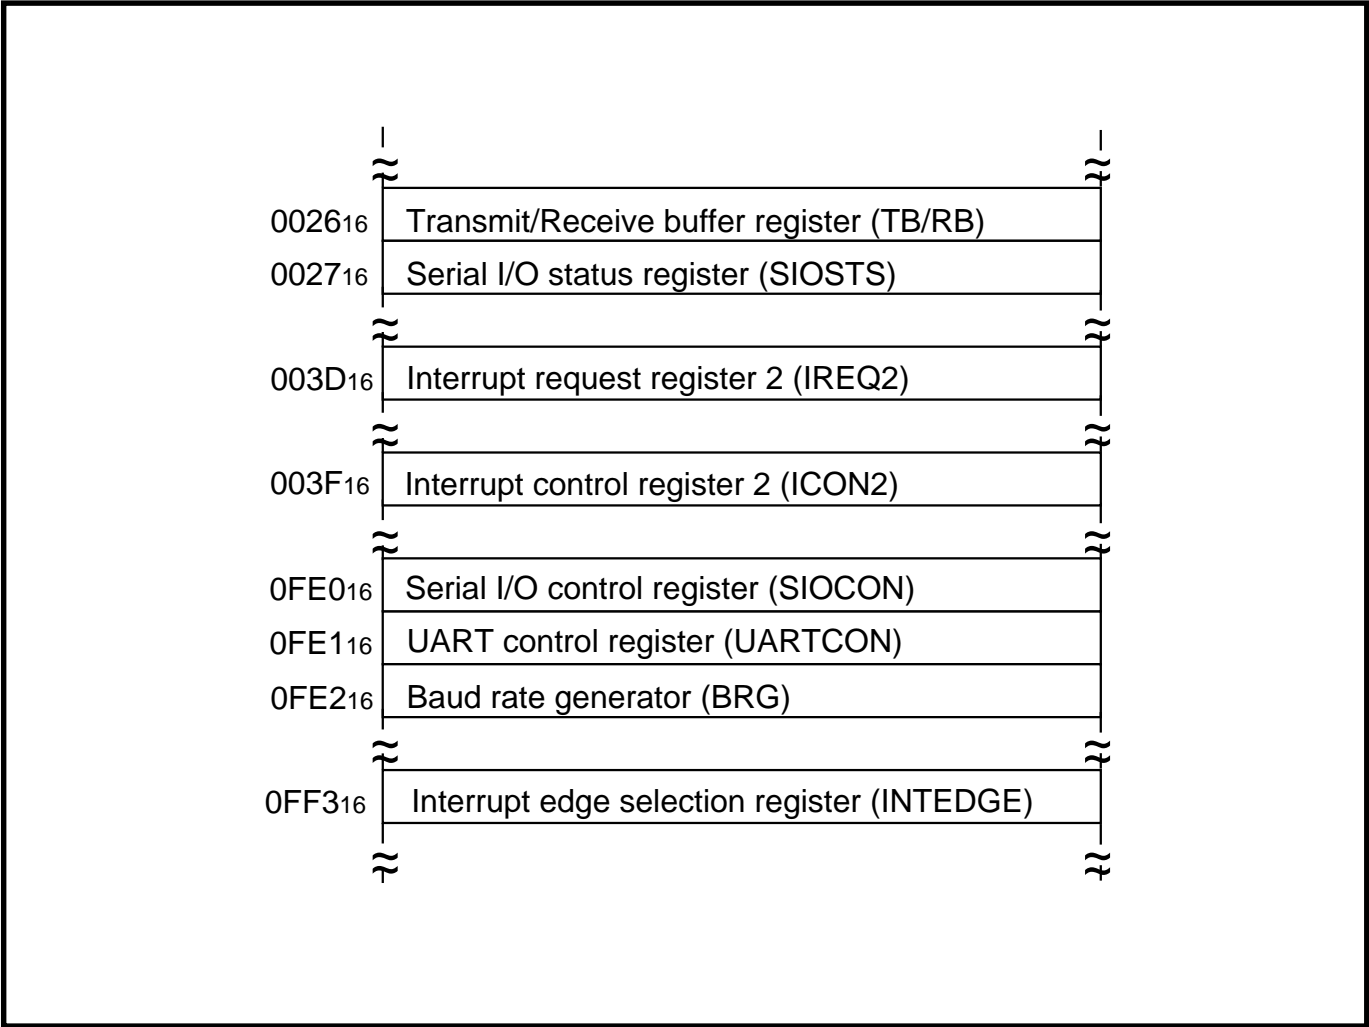 0026₁₆ Transmit/Receive buffer register (TB/RB)
0027₁₆ Serial I/O status register (SIOSTS)
003D₁₆ Interrupt request register 2 (IREQ2)
003F₁₆ Interrupt control register 2 (ICON2)
0FE0₁₆ Serial I/O control register (SIOCON)
0FE1₁₆ UART control register (UARTCON)
0FE2₁₆ Baud rate generator (BRG)
0FF3₁₆ Interrupt edge selection register (INTEDGE)